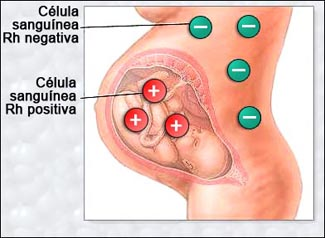 Célula
sanguínea
Rh negativa
Célula
sanguínea
Rh positiva